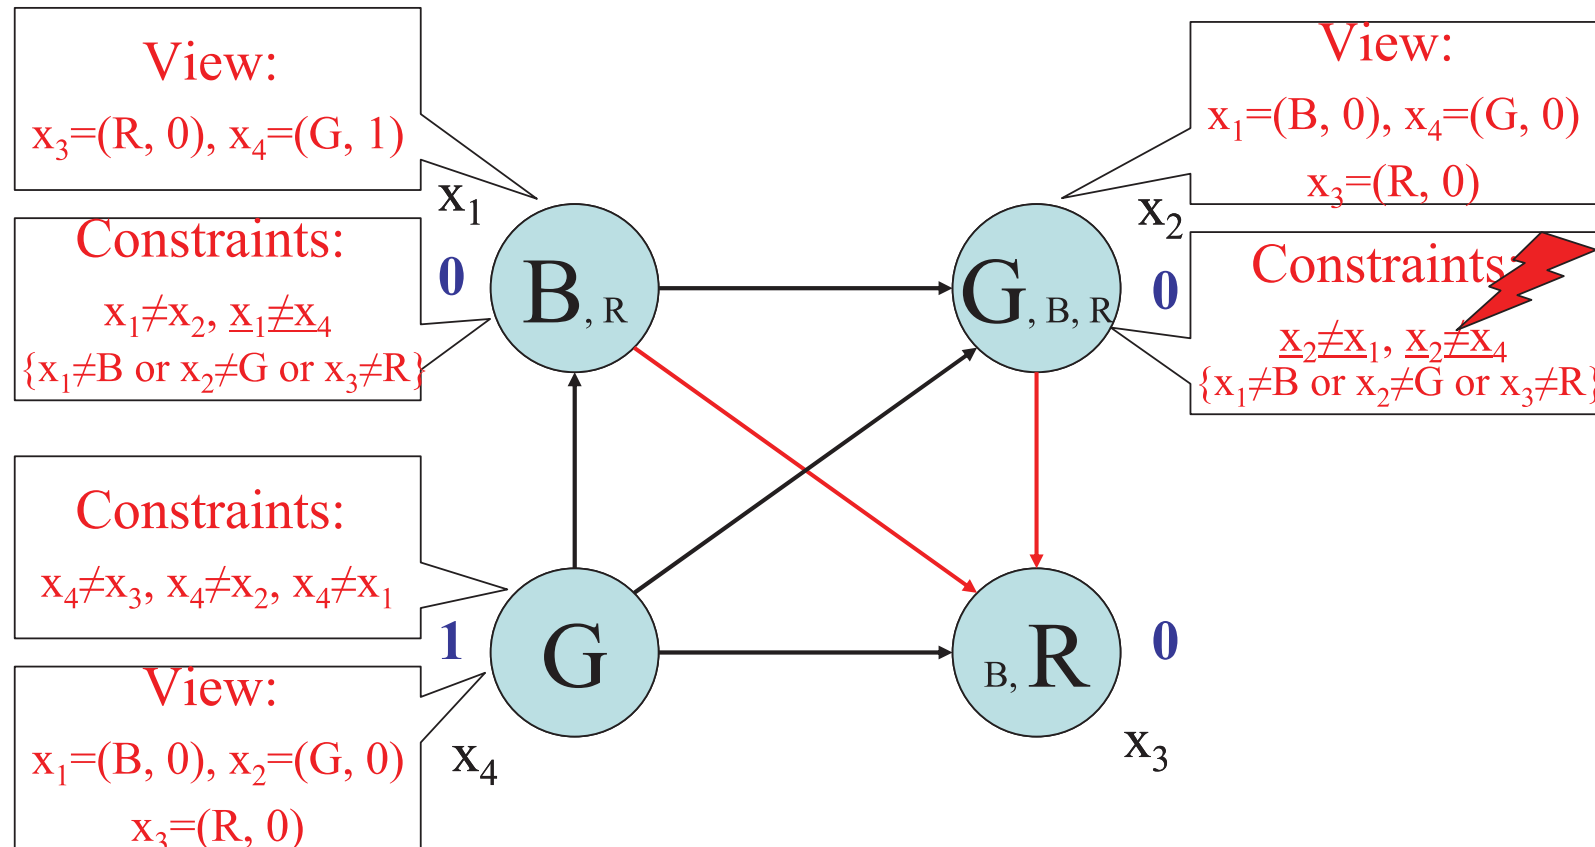 View:
x₃=(R, 0), x₄=(G, 1)
View:
x₁=(B, 0), x₄=(G, 0)
x₃=(R, 0)
x₁
x₂
Constraints:
x₁≠x₂, x₁≠x₄
{x₁≠B or x₂≠G or x₃≠R}
0
B, R
G, B, R
0
Constraints:
x₂≠x₁, x₂≠x₄
{x₁≠B or x₂≠G or x₃≠R}
Constraints:
x₄≠x₃, x₄≠x₂, x₄≠x₁
1
G
B, R
0
View:
x₁=(B, 0), x₂=(G, 0)
x₃=(R, 0)
x₄
x₃